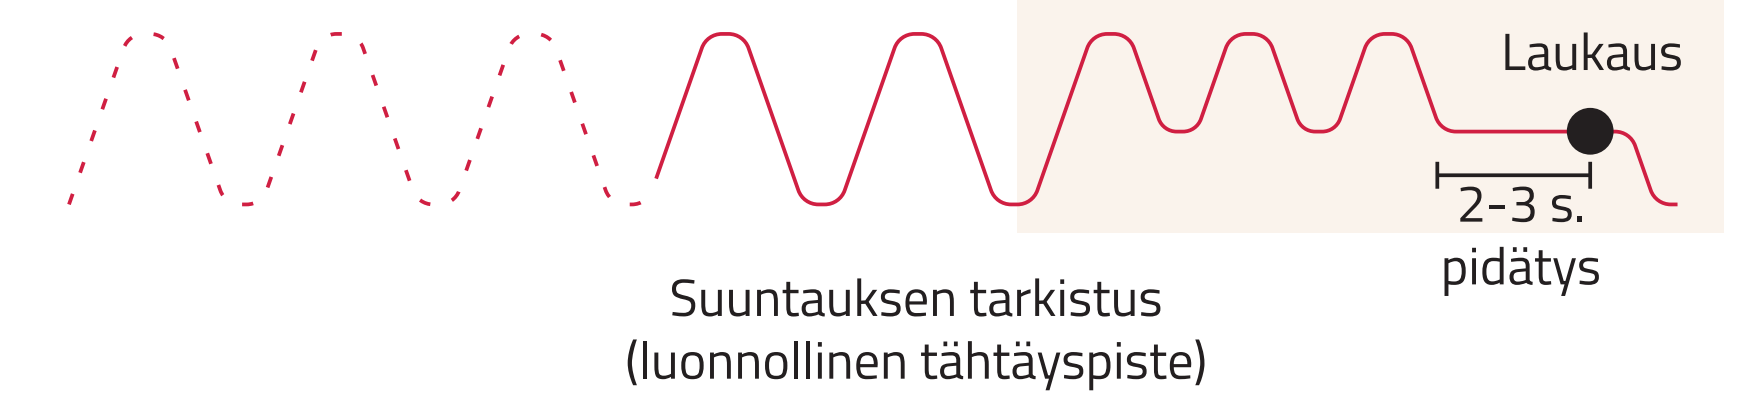 Laukaus
2-3 s.
pidätys
Suuntauksen tarkistus
(luonnollinen tähtäyspiste)